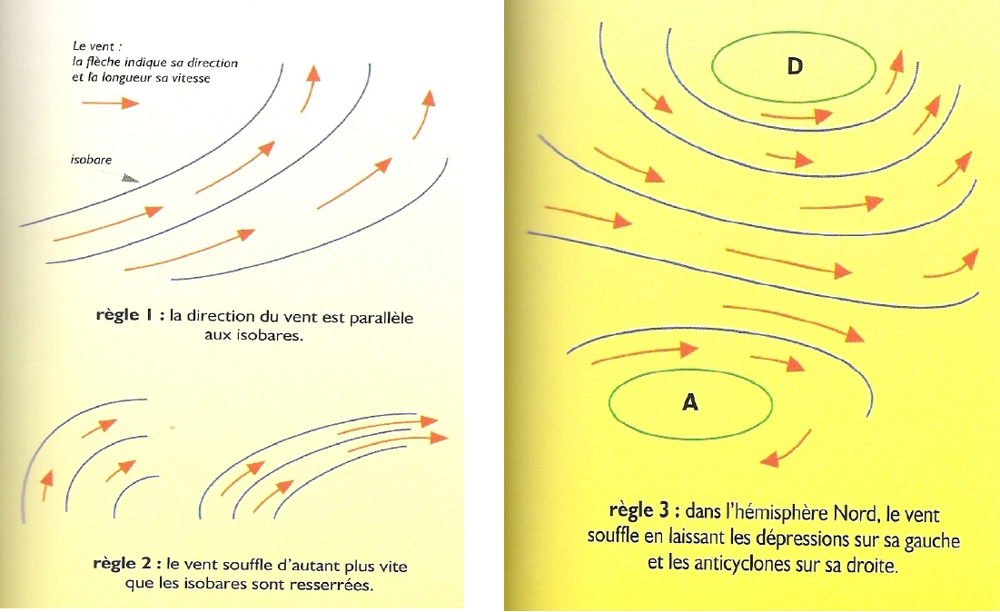 Le vent :
la flèche indique sa direction
et la longueur sa vitesse
isobare
règle 1 : la direction du vent est parallèle
aux isobares.
règle 2 : le vent souffle d'autant plus vite
que les isobares sont resserrées.
D
A
règle 3 : dans l'hémisphère Nord, le vent
souffle en laissant les dépressions sur sa gauche
et les anticyclones sur sa droite.